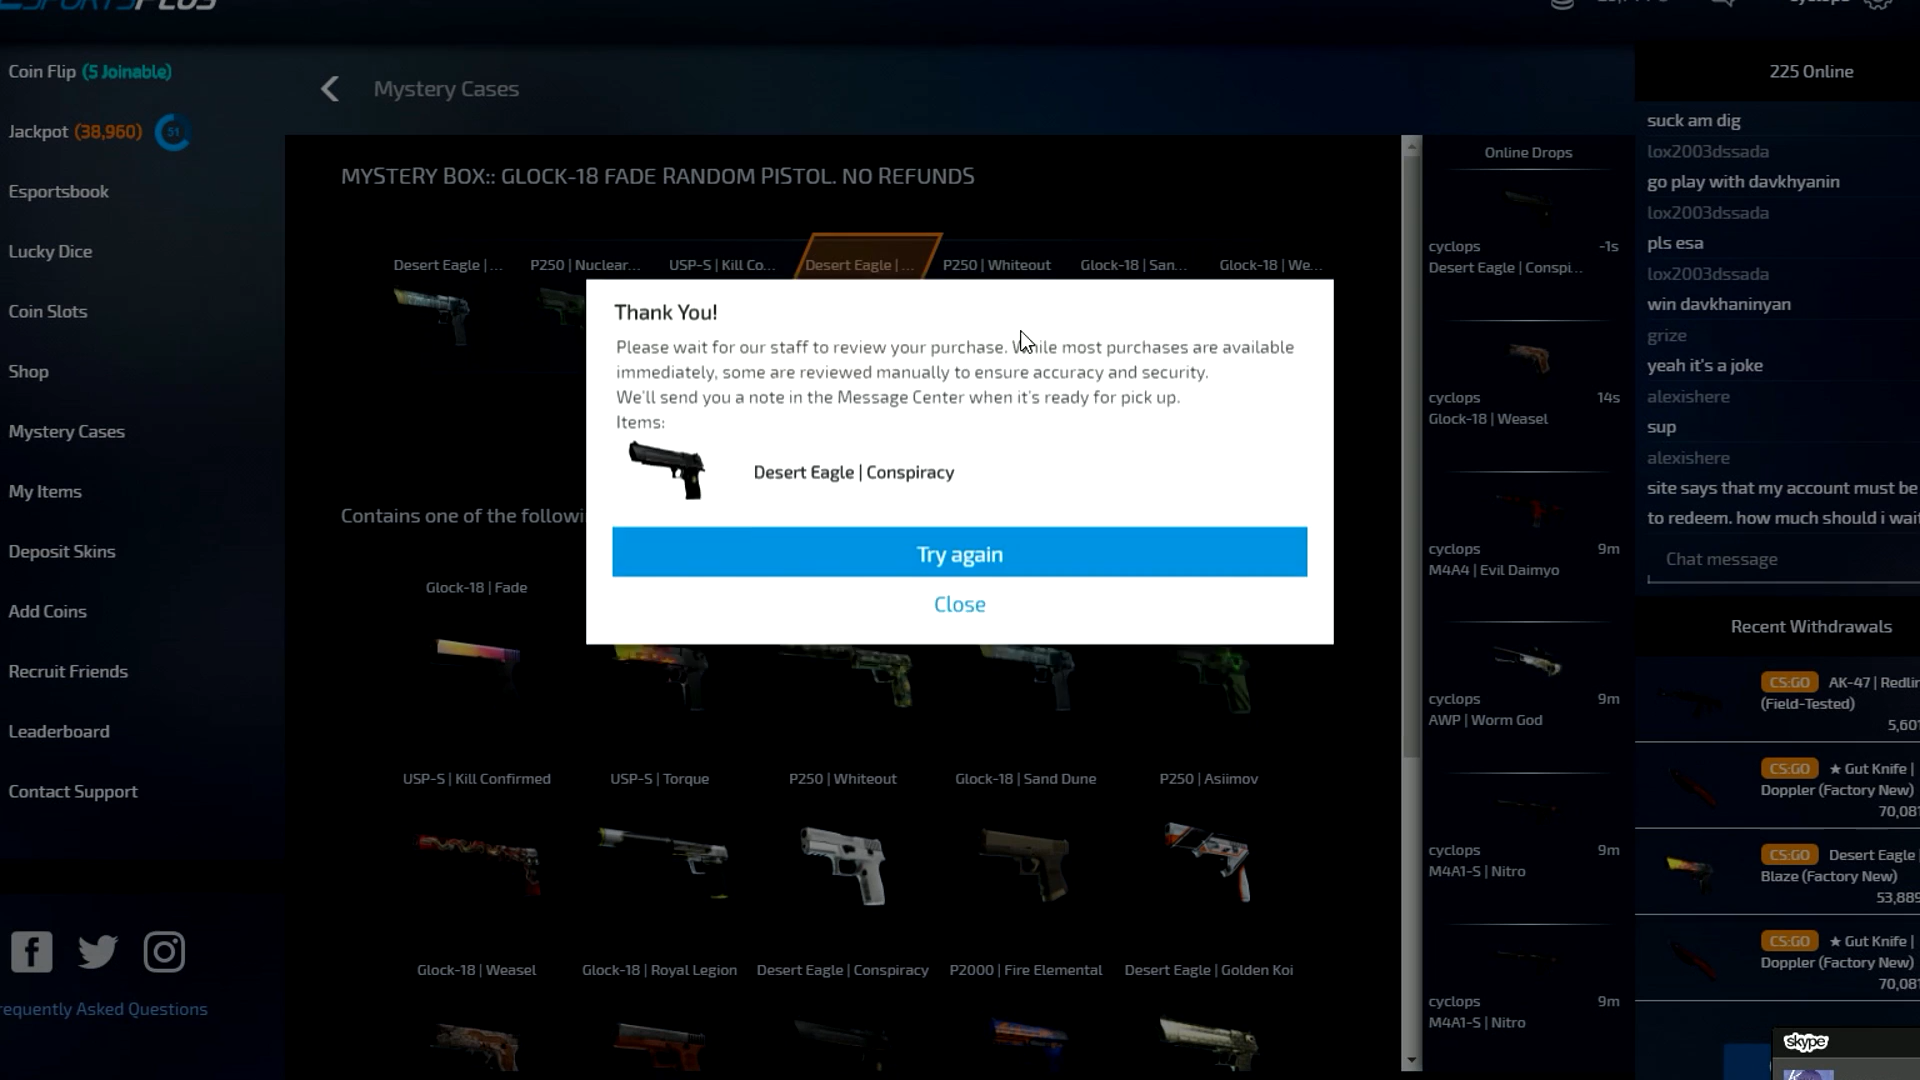 ESPORTSPLUS
cyclops
Coin Flip (5 Joinable)
Jackpot (38,960) 51
Esportsbook
Lucky Dice
Coin Slots
Shop
Mystery Cases
My Items
Deposit Skins
Add Coins
Recruit Friends
Leaderboard
Contact Support
requently Asked Questions
Mystery Cases
MYSTERY BOX:: GLOCK-18 FADE RANDOM PISTOL. NO REFUNDS
Desert Eagle | ... P250 | Nuclear... USP-S | Kill Co... Desert Eagle | ... P250 | Whiteout Glock-18 | San... Glock-18 | We...
Thank You!
Please wait for our staff to review your purchase. While most purchases are available
immediately, some are reviewed manually to ensure accuracy and security.
We'll send you a note in the Message Center when it's ready for pick up.
Items:
Desert Eagle | Conspiracy
Try again
Close
Contains one of the followi
Glock-18 | Fade
USP-S | Kill Confirmed USP-S | Torque P250 | Whiteout Glock-18 | Sand Dune P250 | Asiimov
Glock-18 | Weasel Glock-18 | Royal Legion Desert Eagle | Conspiracy P2000 | Fire Elemental Desert Eagle | Golden Koi
Online Drops
cyclops -1s
Desert Eagle | Conspi...
cyclops 14s
Glock-18 | Weasel
cyclops 9m
M4A4 | Evil Daimyo
cyclops 9m
AWP | Worm God
cyclops 9m
M4A1-S | Nitro
cyclops 9m
M4A1-S | Nitro
225 Online
suck am dig
lox2003dssada
go play with davkhyanin
lox2003dssada
pls esa
lox2003dssada
win davkhaninyan
grize
yeah it's a joke
alexishere
sup
alexishere
site says that my account must be
to redeem. how much should i wait
Chat message
Recent Withdrawals
CS:GO AK-47 | Redlin
(Field-Tested)
5,601
CS:GO ★ Gut Knife |
Doppler (Factory New)
70,081
CS:GO Desert Eagle |
Blaze (Factory New)
53,889
CS:GO ★ Gut Knife |
Doppler (Factory New)
70,081
skype